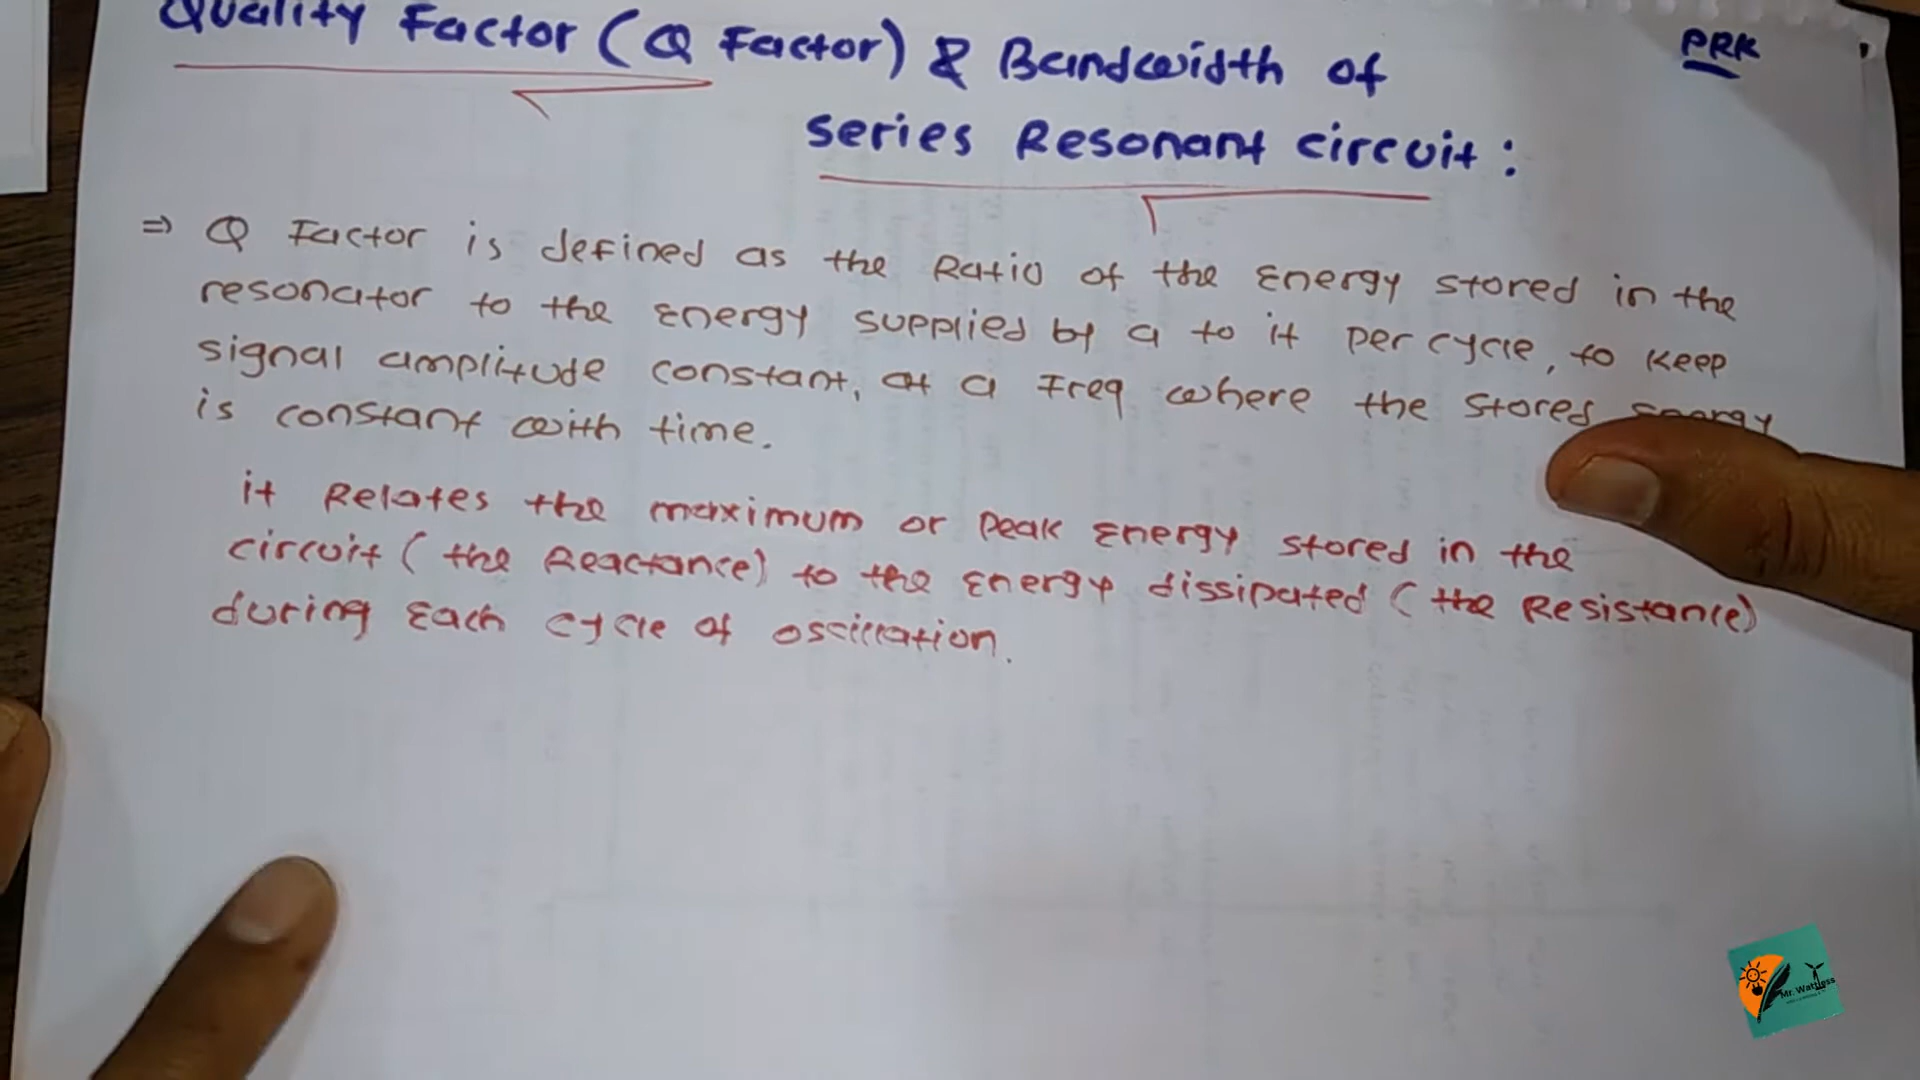 Quality Factor (Q Factor) & Bandwidth of
PRK
series Resonant circuit :
⇒ Q Factor is defined as the Ratio of the Energy stored in the
resonator to the Energy supplied by a to it per cycle, to keep
signal amplitude constant, at a Freq where the stored energy
is constant with time.
it Relates the maximum or peak Energy stored in the
circuit ( the Reactance) to the Energy dissipated ( the Resistance)
during Each cycle of oscillation.
Mr. Wattless